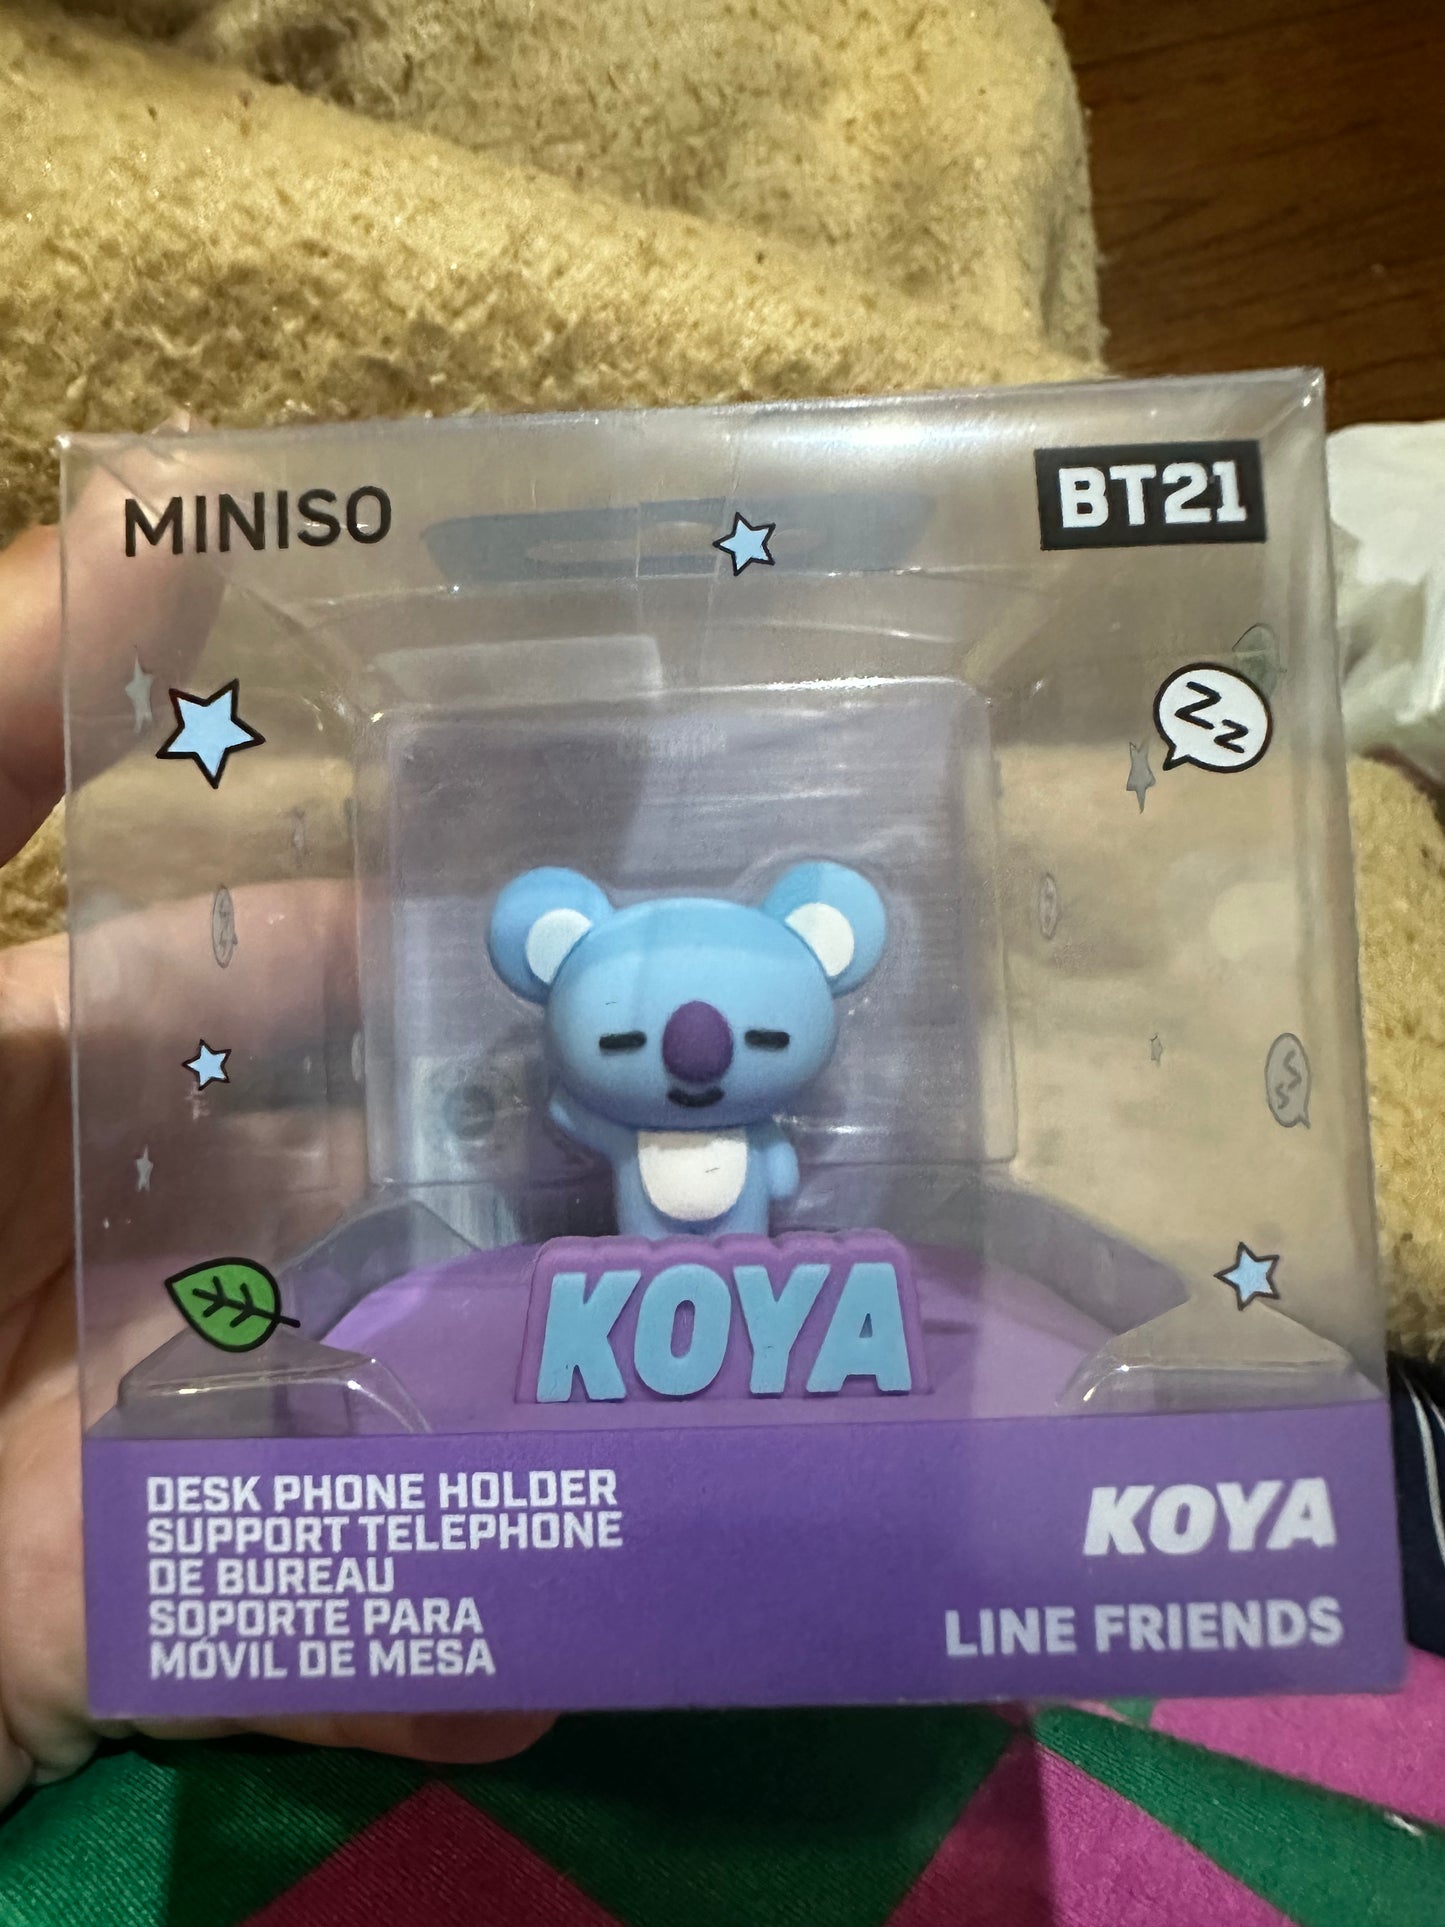 MINISO
BT21
Zz
KOYA
DESK PHONE HOLDER
SUPPORT TELEPHONE
DE BUREAU
SOPORTE PARA
MÓVIL DE MESA
KOYA
LINE FRIENDS